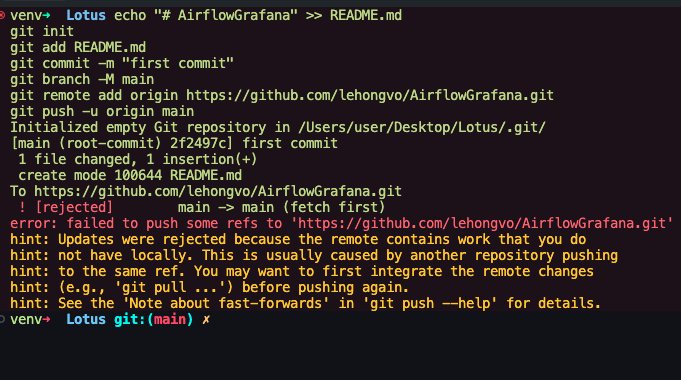 venv→ Lotus echo "# AirflowGrafana" >> README.md
git init
git add README.md
git commit -m "first commit"
git branch -M main
git remote add origin https://github.com/lehongvo/AirflowGrafana.git
git push -u origin main
Initialized empty Git repository in /Users/user/Desktop/Lotus/.git/
[main (root-commit) 2f2497c] first commit
 1 file changed, 1 insertion(+)
 create mode 100644 README.md
To https://github.com/lehongvo/AirflowGrafana.git
 ! [rejected]        main -> main (fetch first)
error: failed to push some refs to 'https://github.com/lehongvo/AirflowGrafana.git'
hint: Updates were rejected because the remote contains work that you do
hint: not have locally. This is usually caused by another repository pushing
hint: to the same ref. You may want to first integrate the remote changes
hint: (e.g., 'git pull ...') before pushing again.
hint: See the 'Note about fast-forwards' in 'git push --help' for details.
venv→ Lotus git:(main) ✗